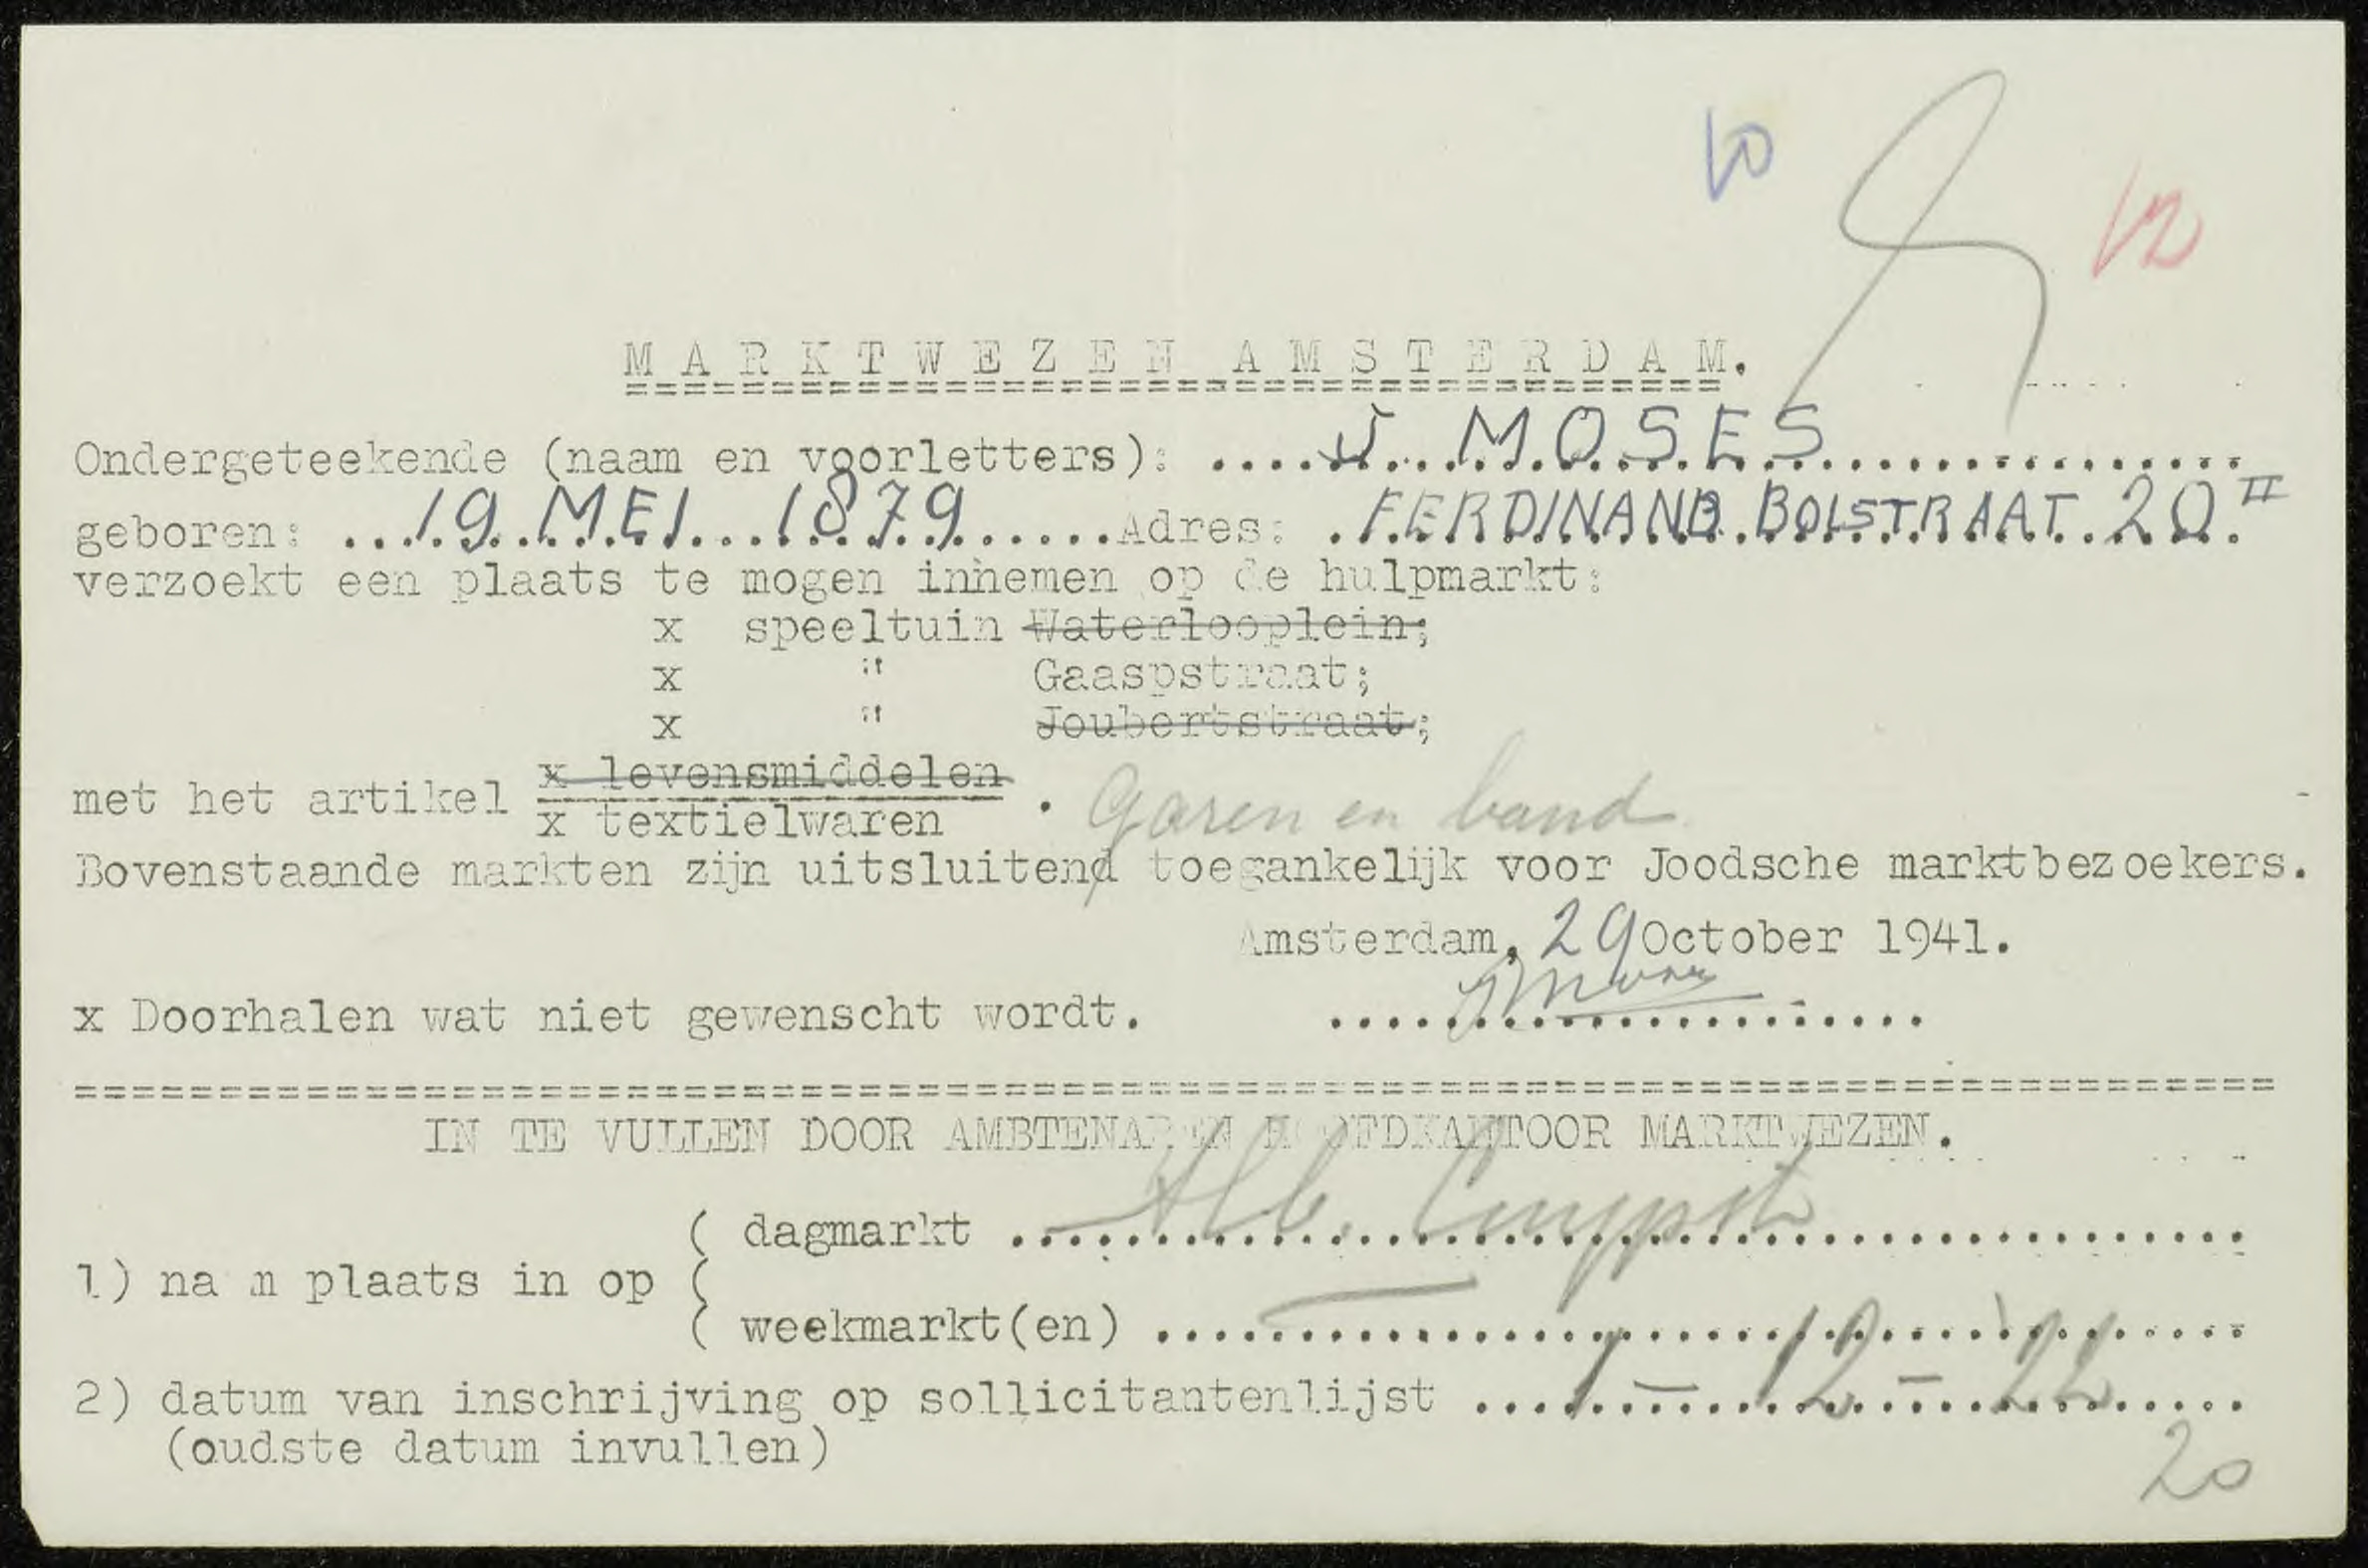 10
12
MARKTWEZEN AMSTERDAM.
Ondergeteekende (naam en voorletters): ....J. MOSES...............
geboren: ...19 MEI 1879......Adres: .FERDINAND BOLSTRAAT 20 II
verzoekt een plaats te mogen innemen op de hulpmarkt:
x speeltuin Waterlooplein;
x " Gaaspstraat;
x " Joubertstraat;
x levensmiddelen
met het artikel . Garen en band
x textielwaren
Bovenstaande markten zijn uitsluitend toegankelijk voor Joodsche marktbezoekers.
Amsterdam, 29 October 1941.
x Doorhalen wat niet gewenscht wordt.
IN TE VULLEN DOOR AMBTENAREN HOOFDKANTOOR MARKTWEZEN.
( dagmarkt ... Alb. Cuypst
1) nam plaats in op (
( weekmarkt(en) ... —
2) datum van inschrijving op sollicitantenlijst ... 1 - 12 - 22
(oudste datum invullen)
20